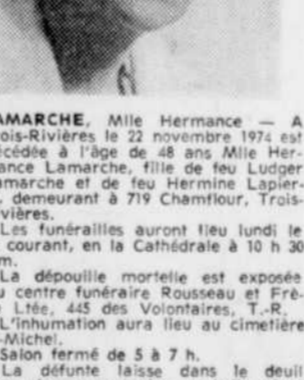 AMARCHE, Mlle Hermance — A
ois-Rivières le 22 novembre 1974 est
écédée à l'âge de 48 ans Mlle Her-
ance Lamarche, fille de feu Ludger
amarche et de feu Hermine Lapier-
, demeurant à 719 Chamflour, Trois-
vières.
Les funérailles auront lieu lundi le
courant, en la Cathédrale à 10 h 30
m.
La dépouille mortelle est exposée
u centre funéraire Rousseau et Frè-
Ltée, 445 des Volontaires, T.-R.
L'inhumation aura lieu au cimetière
-Michel.
Salon fermé de 5 à 7 h.
La défunte laisse dans le deuil